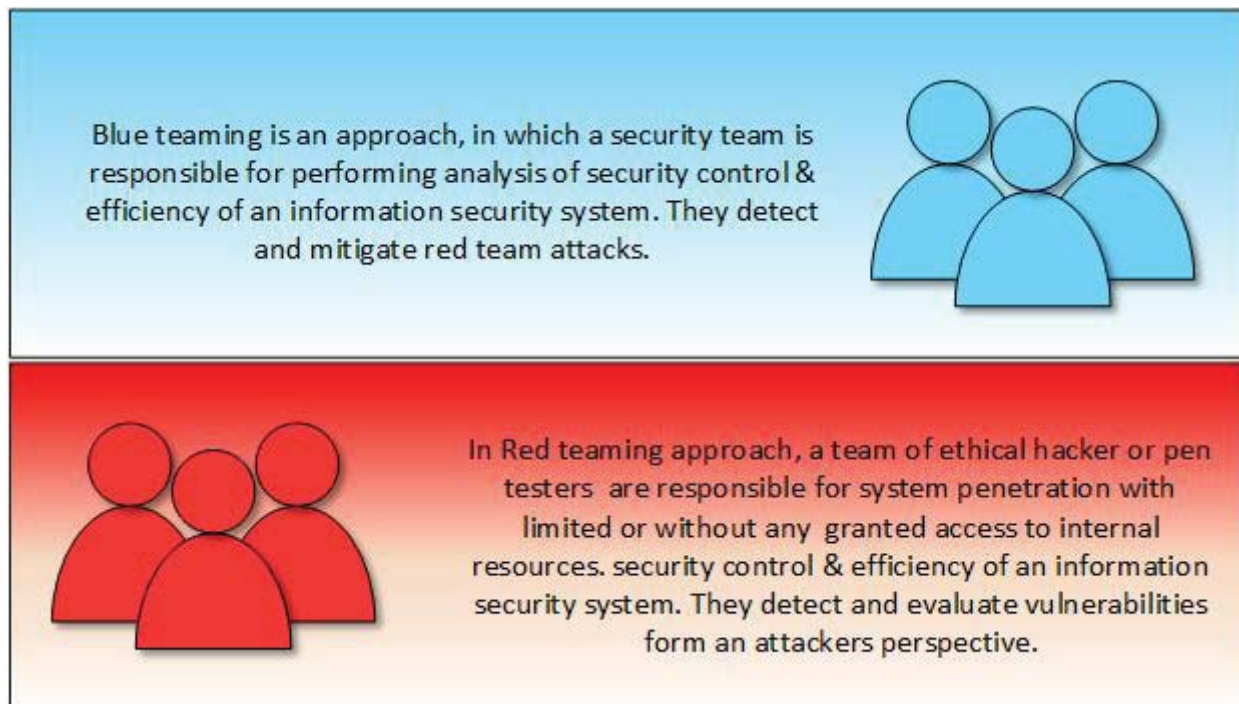 Blue teaming is an approach, in which a security team is
responsible for performing analysis of security control &
efficiency of an information security system. They detect
and mitigate red team attacks.
In Red teaming approach, a team of ethical hacker or pen
testers  are responsible for system penetration with
limited or without any  granted access to internal
resources. security control & efficiency of an information
security system. They detect and evaluate vulnerabilities
form an attackers perspective.